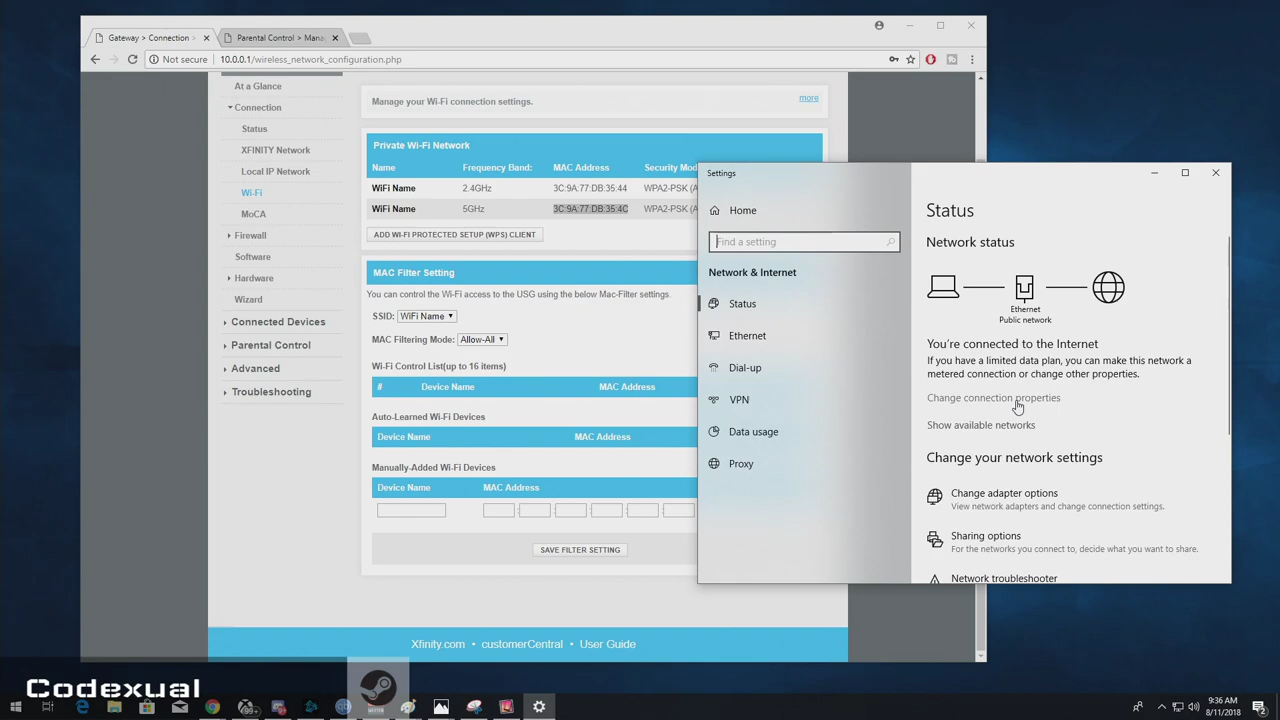 Gateway > Connection >
Parental Control > Mana
Not secure
10.0.0.1/wireless_network_configuration.php
At a Glance
Connection
Status
XFINITY Network
Local IP Network
Wi-Fi
MoCA
Firewall
Software
Hardware
Wizard
Connected Devices
Parental Control
Advanced
Troubleshooting
Manage your Wi-Fi connection settings.
more
Private Wi-Fi Network
Name Frequency Band: MAC Address Security Mod
WiFi Name 2.4GHz 3C:9A:77:DB:35:44 WPA2-PSK (A
WiFi Name 5GHz 3C:9A:77:DB:35:4C WPA2-PSK (A
ADD WI-FI PROTECTED SETUP (WPS) CLIENT
MAC Filter Setting
You can control the Wi-Fi access to the USG using the below Mac-Filter settings.
SSID: WiFi Name
MAC Filtering Mode: Allow-All
Wi-Fi Control List(up to 16 items)
# Device Name MAC Address
Auto-Learned Wi-Fi Devices
Device Name MAC Address
Manually-Added Wi-Fi Devices
Device Name MAC Address
SAVE FILTER SETTING
Xfinity.com • customerCentral • User Guide
Settings
Home
Find a setting
Network & Internet
Status
Ethernet
Dial-up
VPN
Data usage
Proxy
Status
Network status
Ethernet
Public network
You're connected to the Internet
If you have a limited data plan, you can make this network a
metered connection or change other properties.
Change connection properties
Show available networks
Change your network settings
Change adapter options
View network adapters and change connection settings.
Sharing options
For the networks you connect to, decide what you want to share.
Network troubleshooter
Codexual
99+
9:36 AM
8/11/2018
2